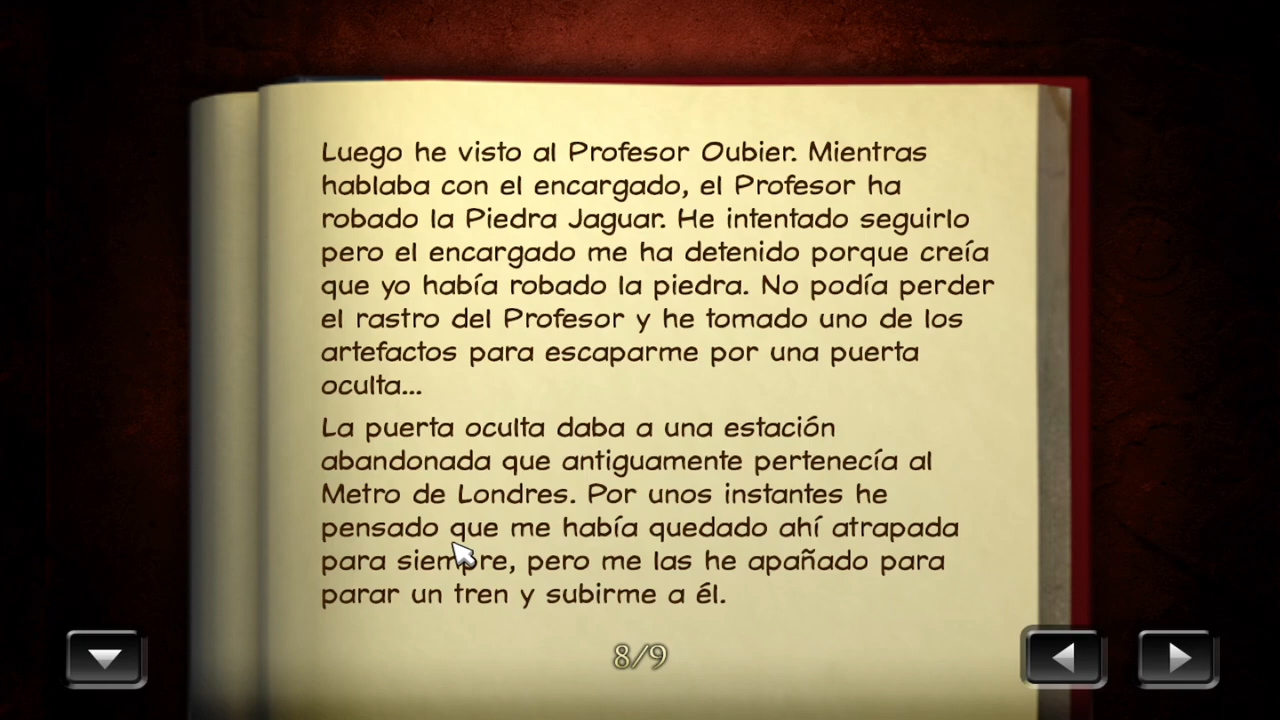 Luego he visto al Profesor Oubier. Mientras
hablaba con el encargado, el Profesor ha
robado la Piedra Jaguar. He intentado seguirlo
pero el encargado me ha detenido porque creía
que yo había robado la piedra. No podía perder
el rastro del Profesor y he tomado uno de los
artefactos para escaparme por una puerta
oculta...
La puerta oculta daba a una estación
abandonada que antiguamente pertenecía al
Metro de Londres. Por unos instantes he
pensado que me había quedado ahí atrapada
para siempre, pero me las he apañado para
parar un tren y subirme a él.
8/9